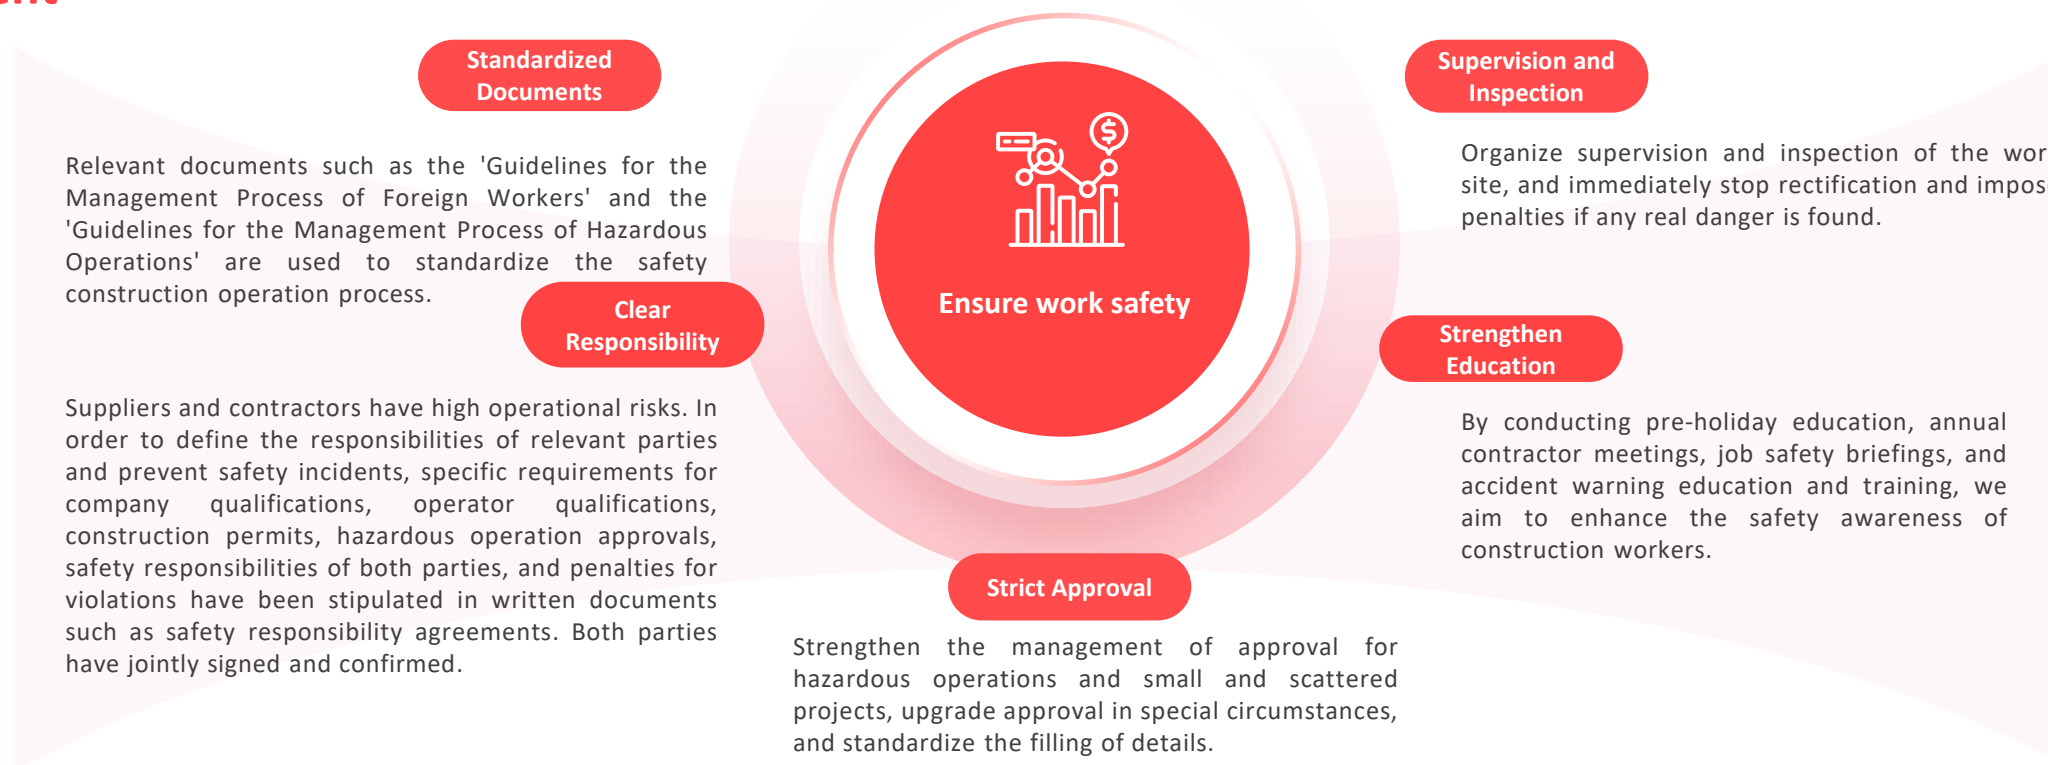 Standardized
Documents
Relevant documents such as the 'Guidelines for the
Management Process of Foreign Workers' and the
'Guidelines for the Management Process of Hazardous
Operations' are used to standardize the safety
construction operation process.
Clear
Responsibility
Suppliers and contractors have high operational risks. In
order to define the responsibilities of relevant parties
and prevent safety incidents, specific requirements for
company qualifications, operator qualifications,
construction permits, hazardous operation approvals,
safety responsibilities of both parties, and penalties for
violations have been stipulated in written documents
such as safety responsibility agreements. Both parties
have jointly signed and confirmed.
$
Ensure work safety
Strict Approval
Strengthen the management of approval for
hazardous operations and small and scattered
projects, upgrade approval in special circumstances,
and standardize the filling of details.
Supervision and
Inspection
Organize supervision and inspection of the wor
site, and immediately stop rectification and impos
penalties if any real danger is found.
Strengthen
Education
By conducting pre-holiday education, annual
contractor meetings, job safety briefings, and
accident warning education and training, we
aim to enhance the safety awareness of
construction workers.